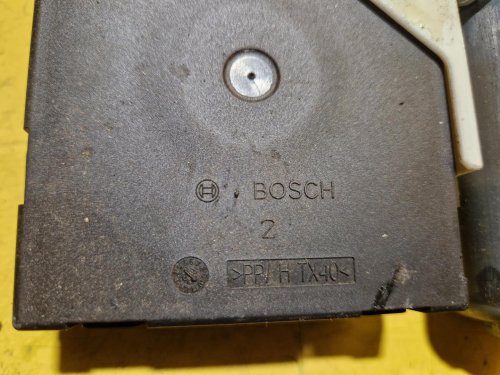 BOSCH
2
>PP/ H TX40<